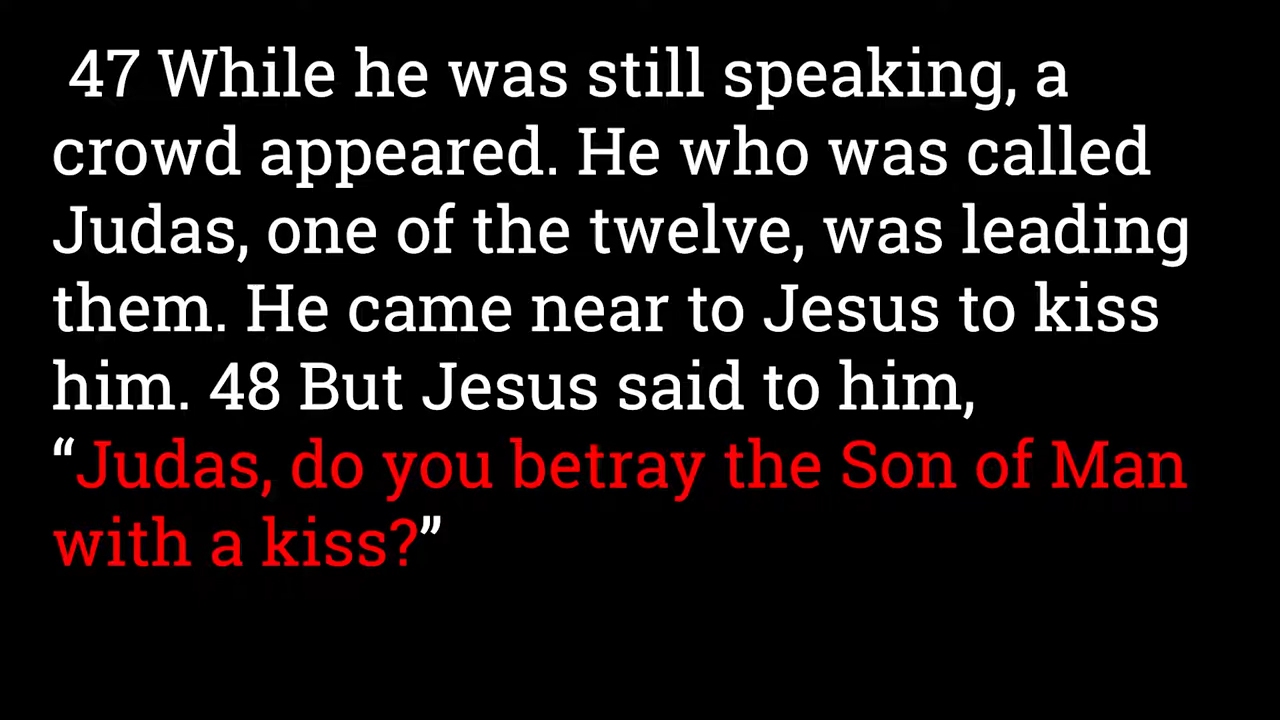 47 While he was still speaking, a
crowd appeared. He who was called
Judas, one of the twelve, was leading
them. He came near to Jesus to kiss
him. 48 But Jesus said to him,
“Judas, do you betray the Son of Man
with a kiss?”